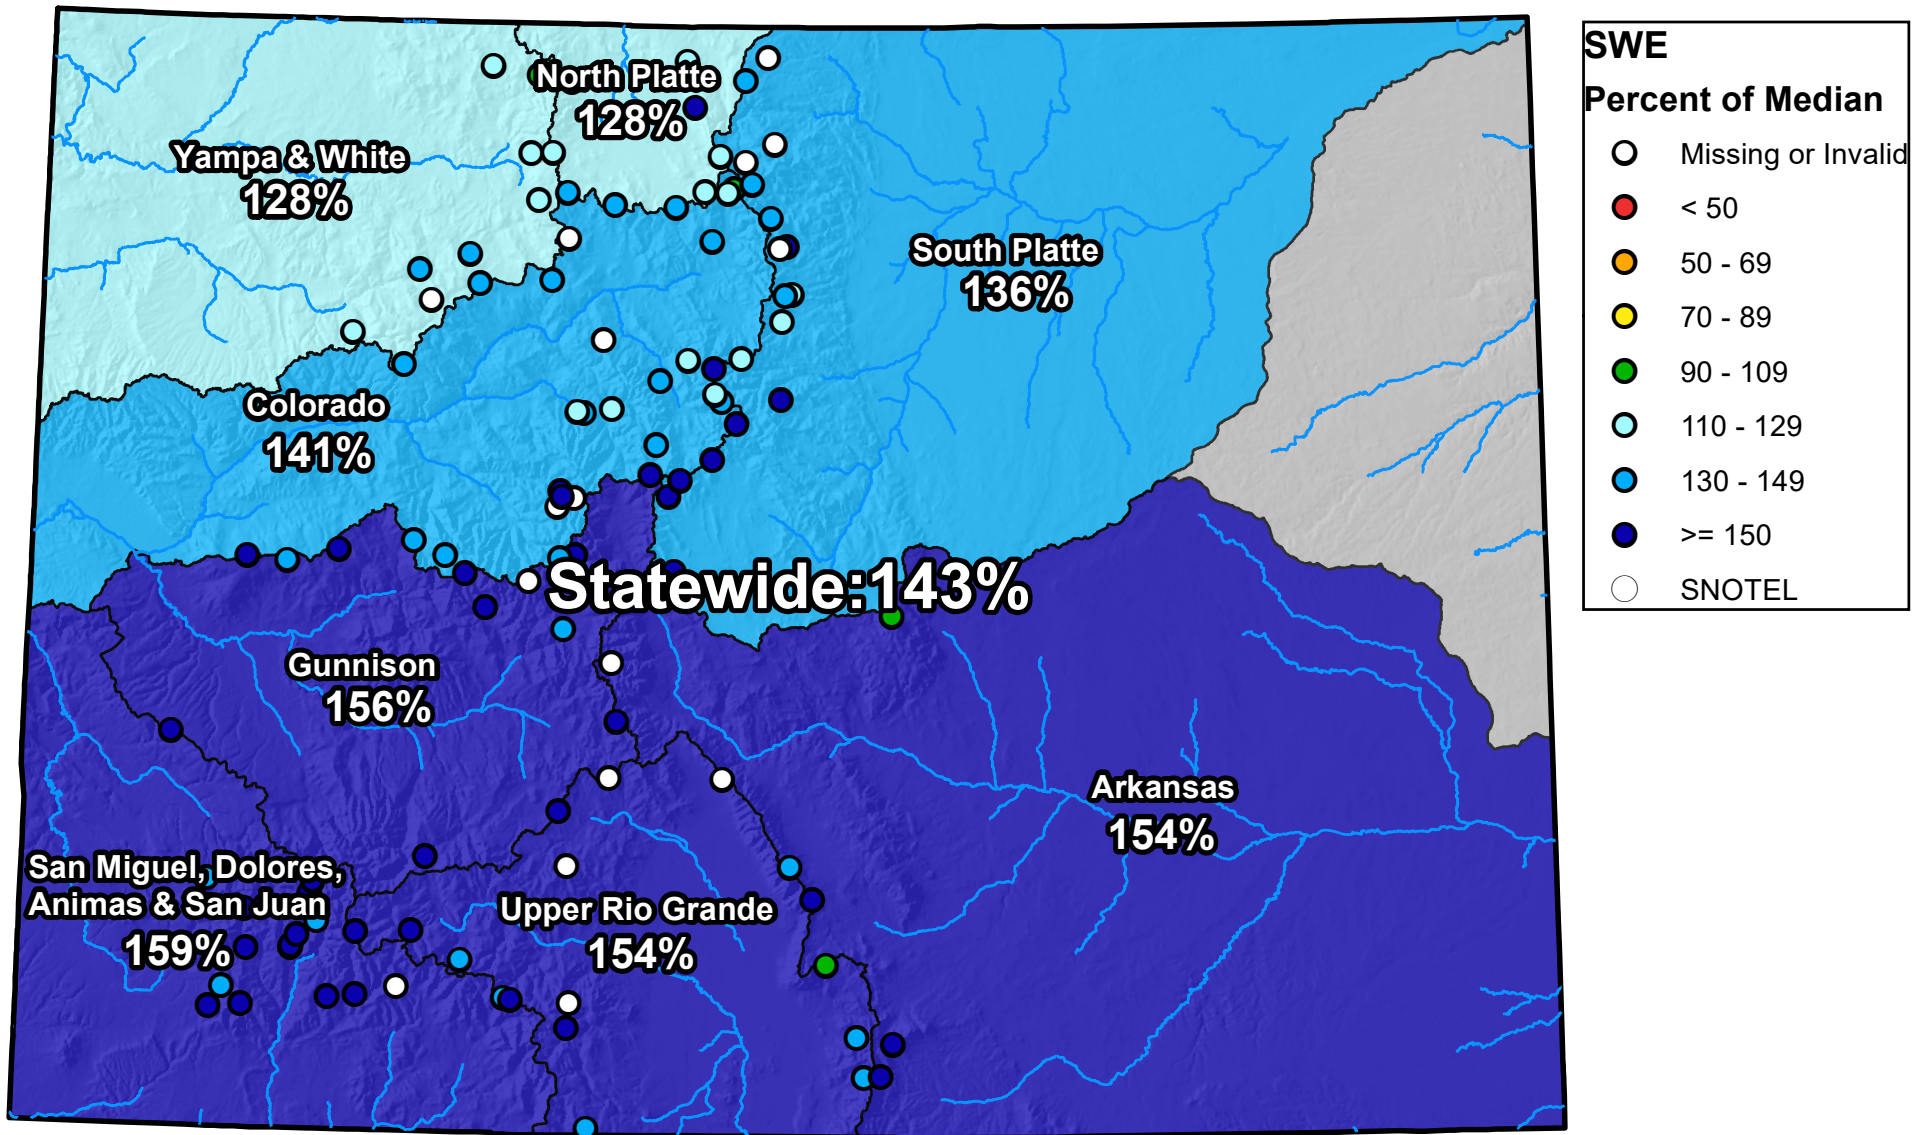 North Platte
128%
Yampa & White
128%
South Platte
136%
Colorado
141%
Statewide:143%
Gunnison
156%
Arkansas
154%
San Miguel, Dolores,
Animas & San Juan
159%
Upper Rio Grande
154%
SWE
Percent of Median
Missing or Invalid
< 50
50 - 69
70 - 89
90 - 109
110 - 129
130 - 149
>= 150
SNOTEL